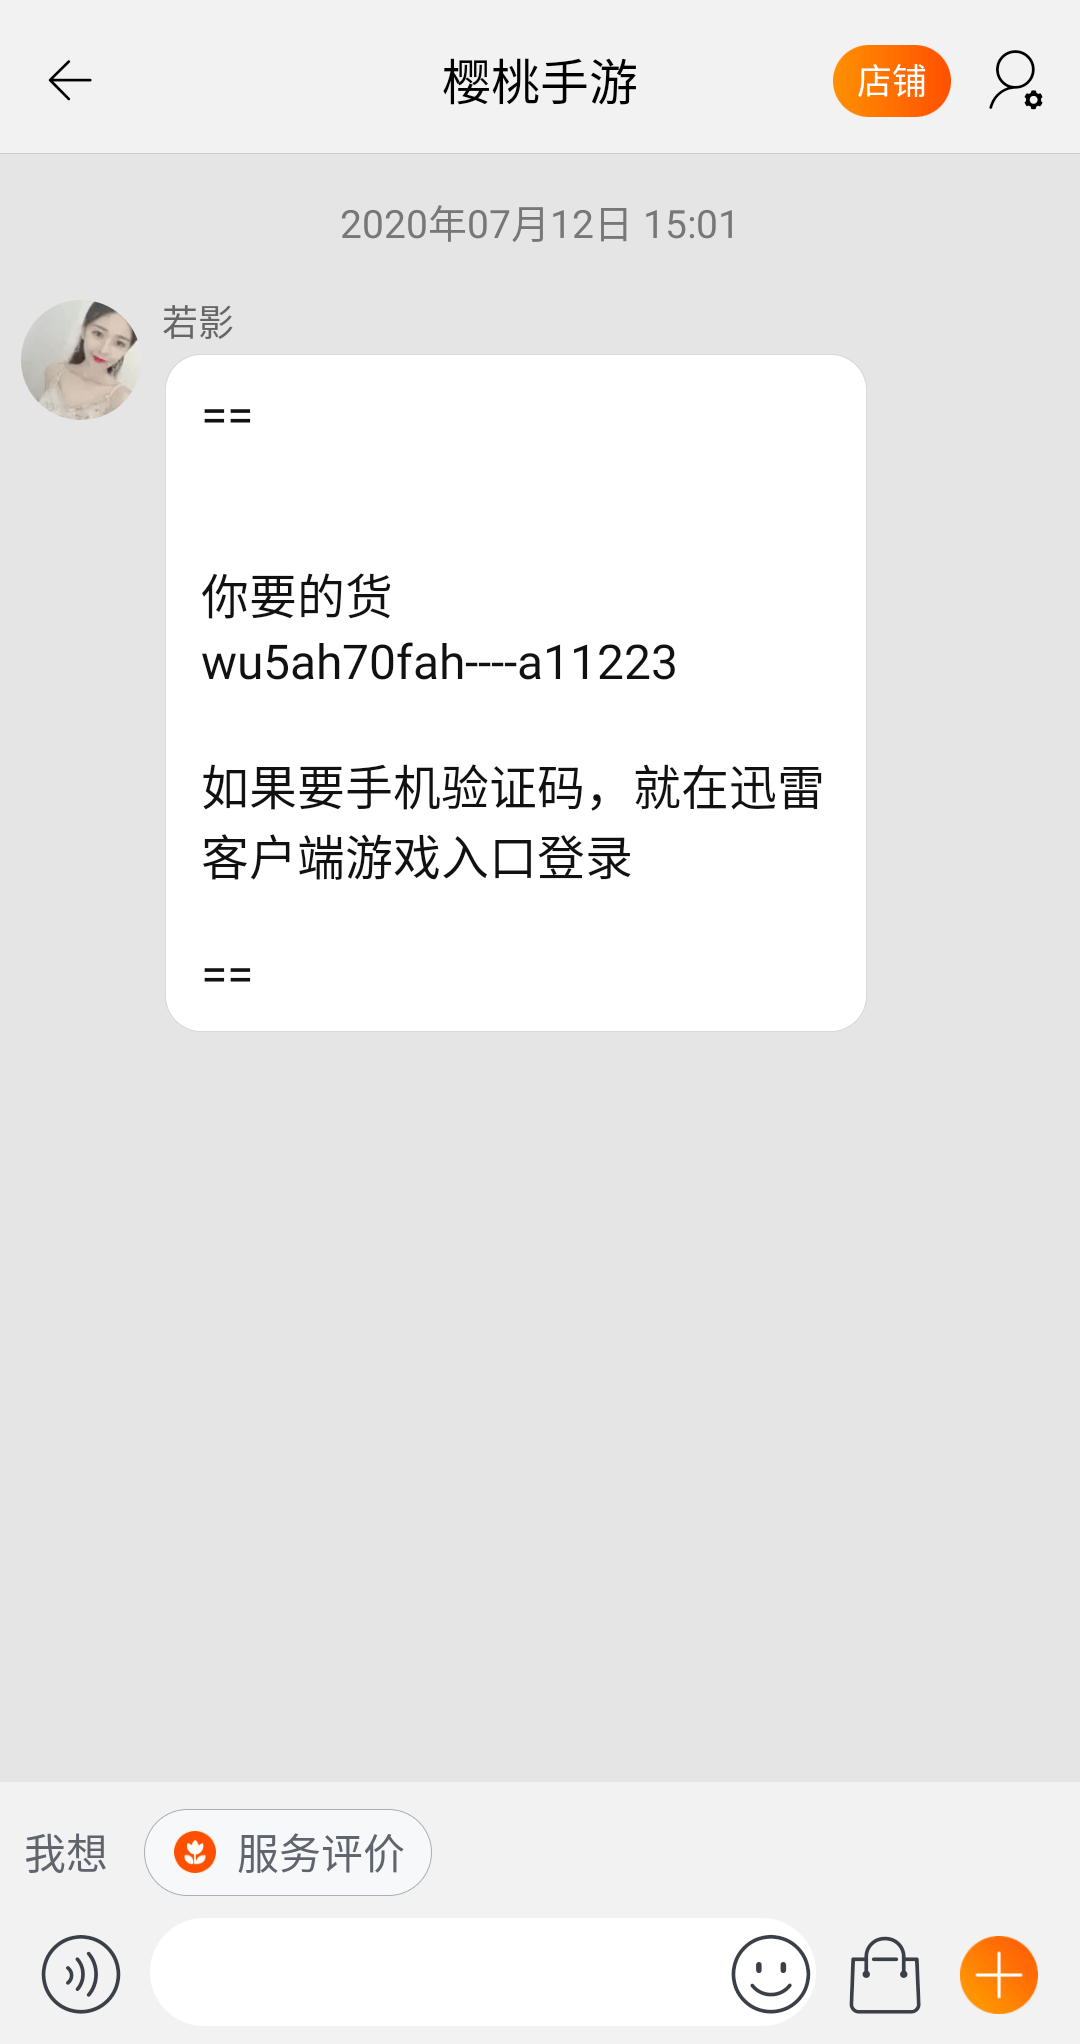 樱桃手游
店铺
2020年07月12日 15:01
若影
==
你要的货
wu5ah70fah----a11223
如果要手机验证码，就在迅雷
客户端游戏入口登录
==
我想
服务评价